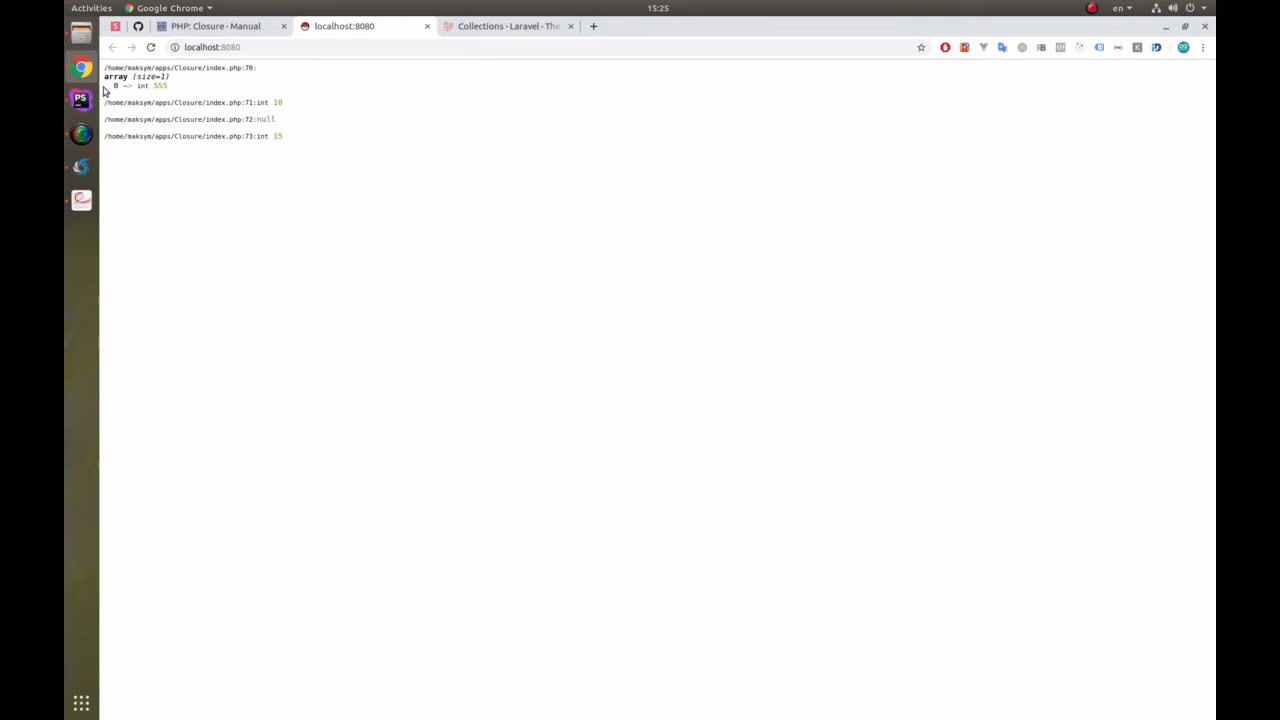 Activities
Google Chrome
15:25
en
PHP: Closure - Manual
localhost:8080
Collections - Laravel - The
localhost:8080
/home/maksym/apps/Closure/index.php:70:
array (size=1)
0 => int 555
/home/maksym/apps/Closure/index.php:71:int 10
/home/maksym/apps/Closure/index.php:72:null
/home/maksym/apps/Closure/index.php:73:int 15
PS